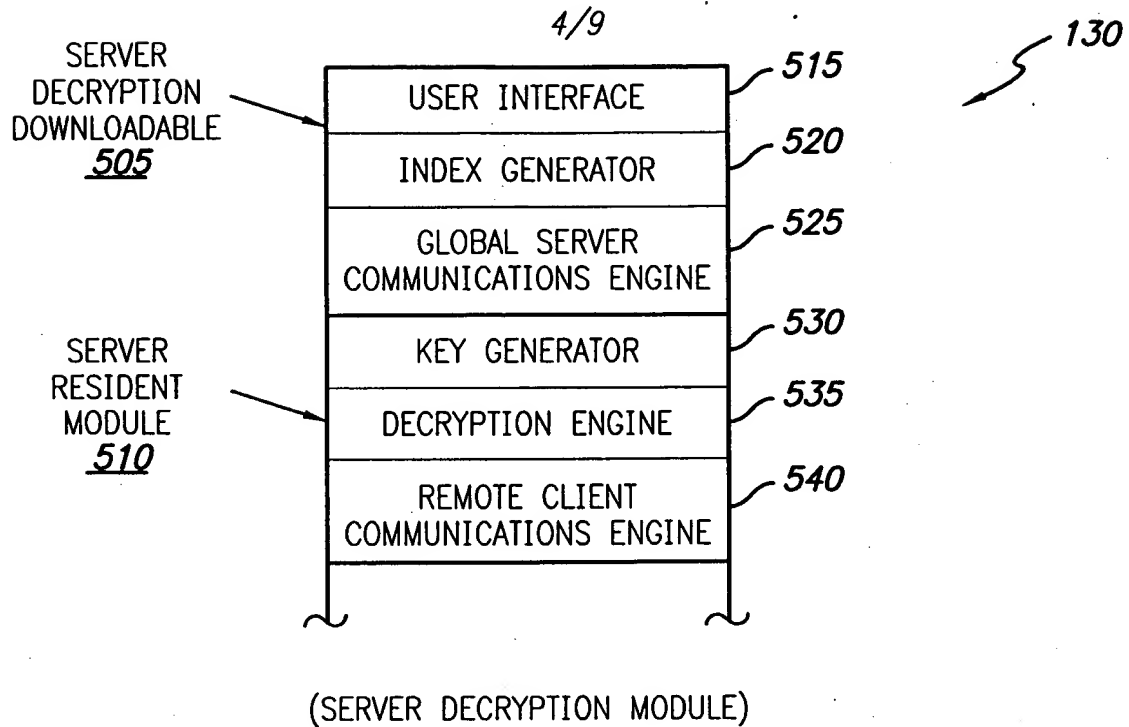 4/9
130
SERVER
DECRYPTION
DOWNLOADABLE
505
USER INTERFACE
515
INDEX GENERATOR
520
GLOBAL SERVER
COMMUNICATIONS ENGINE
525
SERVER
RESIDENT
MODULE
510
KEY GENERATOR
530
DECRYPTION ENGINE
535
REMOTE CLIENT
COMMUNICATIONS ENGINE
540
(SERVER DECRYPTION MODULE)